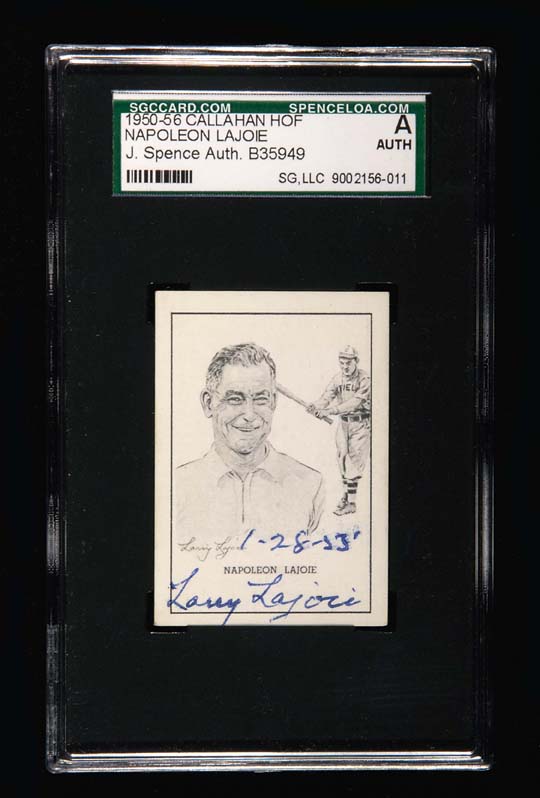 SGCCARD.COM SPENCELOA.COM
1950-56 CALLAHAN HOF A
NAPOLEON LAJOIE AUTH
J. Spence Auth. B35949
SG,LLC 9002156-011
Larry Lajoie 1-28-53'
NAPOLEON LAJOIE
Larry Lajoie